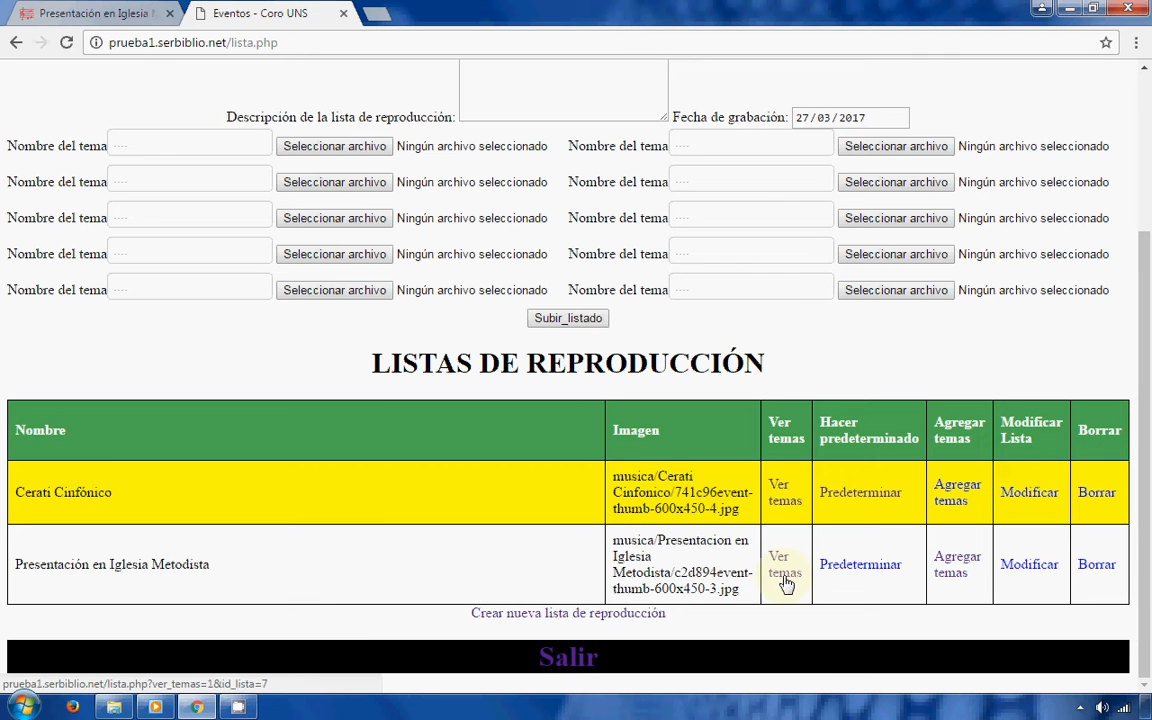 Presentación en Iglesia
Eventos - Coro UNS
prueba1.serbiblio.net/lista.php
Descripción de la lista de reproducción:
Fecha de grabación: 27/03/2017
Nombre del tema .... Seleccionar archivo Ningún archivo seleccionado Nombre del tema .... Seleccionar archivo Ningún archivo seleccionado
Nombre del tema .... Seleccionar archivo Ningún archivo seleccionado Nombre del tema .... Seleccionar archivo Ningún archivo seleccionado
Nombre del tema .... Seleccionar archivo Ningún archivo seleccionado Nombre del tema .... Seleccionar archivo Ningún archivo seleccionado
Nombre del tema .... Seleccionar archivo Ningún archivo seleccionado Nombre del tema .... Seleccionar archivo Ningún archivo seleccionado
Nombre del tema .... Seleccionar archivo Ningún archivo seleccionado Nombre del tema .... Seleccionar archivo Ningún archivo seleccionado
Subir_listado
LISTAS DE REPRODUCCIÓN
Nombre
Imagen
Ver
temas
Hacer
predeterminado
Agregar
temas
Modificar
Lista
Borrar
Cerati Cinfónico
musica/Cerati
Cinfonico/741c96event-
thumb-600x450-4.jpg
Ver
temas
Predeterminar
Agregar
temas
Modificar
Borrar
Presentación en Iglesia Metodista
musica/Presentacion en
Iglesia
Metodista/c2d894event-
thumb-600x450-3.jpg
Ver
temas
Predeterminar
Agregar
temas
Modificar
Borrar
Crear nueva lista de reproducción
Salir
prueba1.serbiblio.net/lista.php?ver_temas=1&id_lista=7